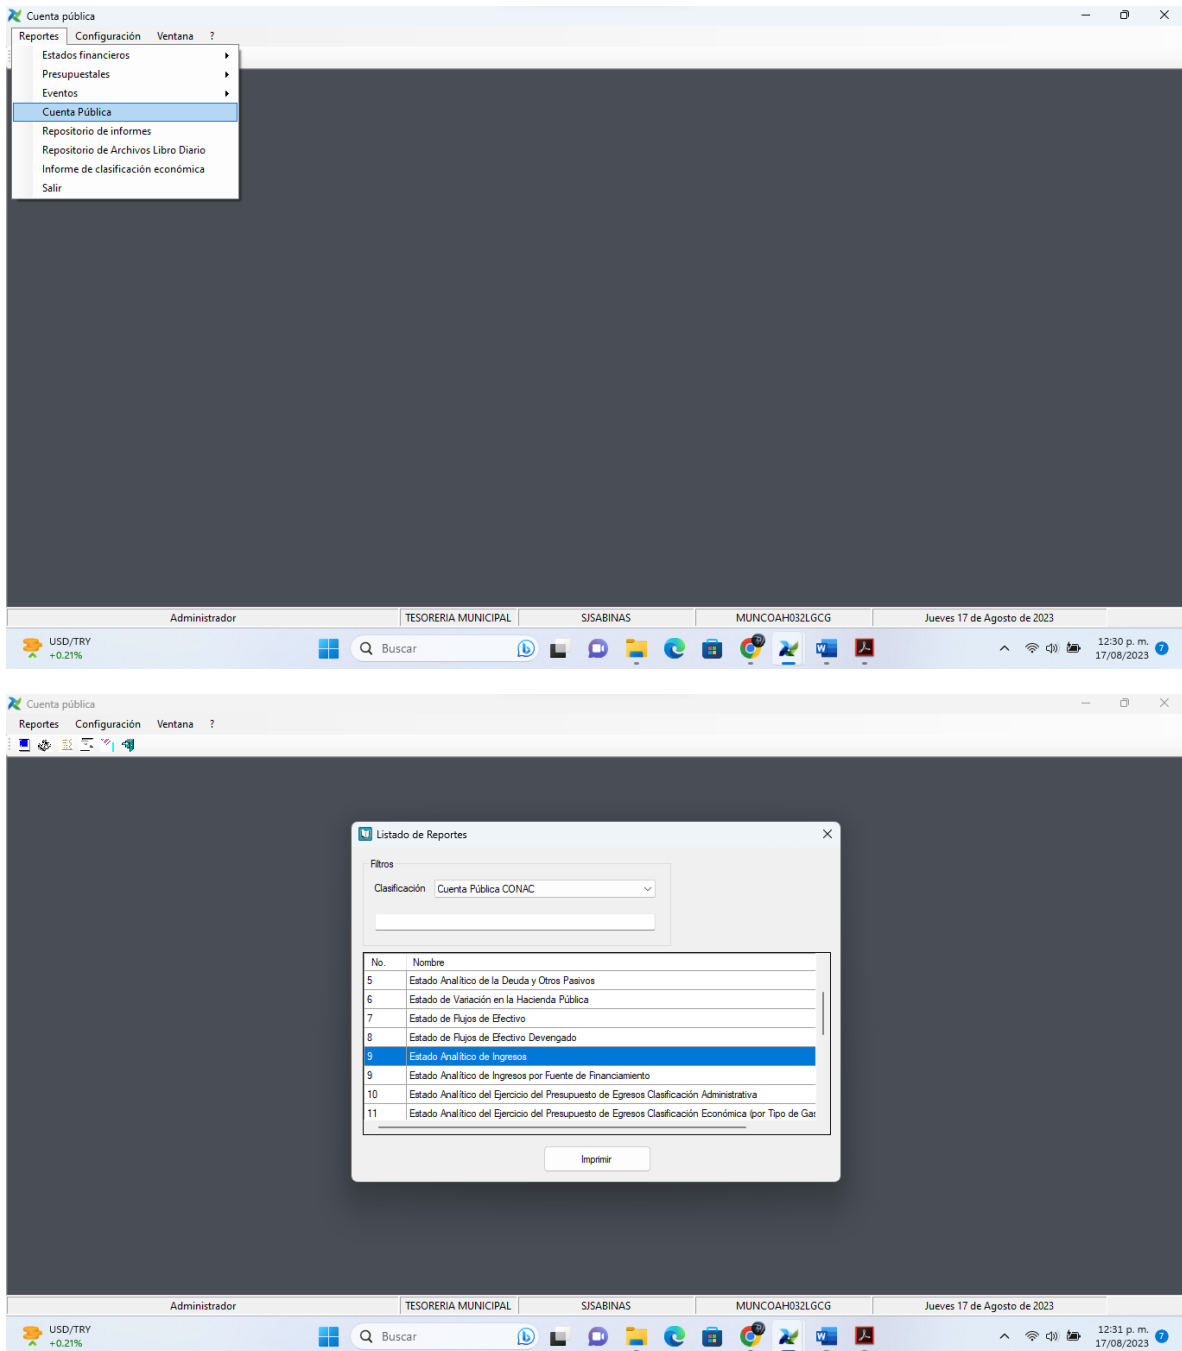 Cuenta pública
Reportes Configuración Ventana ?
Estados financieros
Presupuestales
Eventos
Cuenta Pública
Repositorio de informes
Repositorio de Archivos Libro Diario
Informe de clasificación económica
Salir
Administrador TESORERIA MUNICIPAL SJSABINAS MUNCOAH032LGCG Jueves 17 de Agosto de 2023
USD/TRY
+0.21%
Buscar
12:30 p. m.
17/08/2023
7
Cuenta pública
Reportes Configuración Ventana ?
Listado de Reportes
Filtros
Clasificación Cuenta Pública CONAC
No. Nombre
5 Estado Analítico de la Deuda y Otros Pasivos
6 Estado de Variación en la Hacienda Pública
7 Estado de Flujos de Efectivo
8 Estado de Flujos de Efectivo Devengado
9 Estado Analítico de Ingresos
9 Estado Analítico de Ingresos por Fuente de Financiamiento
10 Estado Analítico del Ejercicio del Presupuesto de Egresos Clasificación Administrativa
11 Estado Analítico del Ejercicio del Presupuesto de Egresos Clasificación Económica (por Tipo de Gas
Imprimir
Administrador TESORERIA MUNICIPAL SJSABINAS MUNCOAH032LGCG Jueves 17 de Agosto de 2023
USD/TRY
+0.21%
Buscar
12:31 p. m.
17/08/2023
7